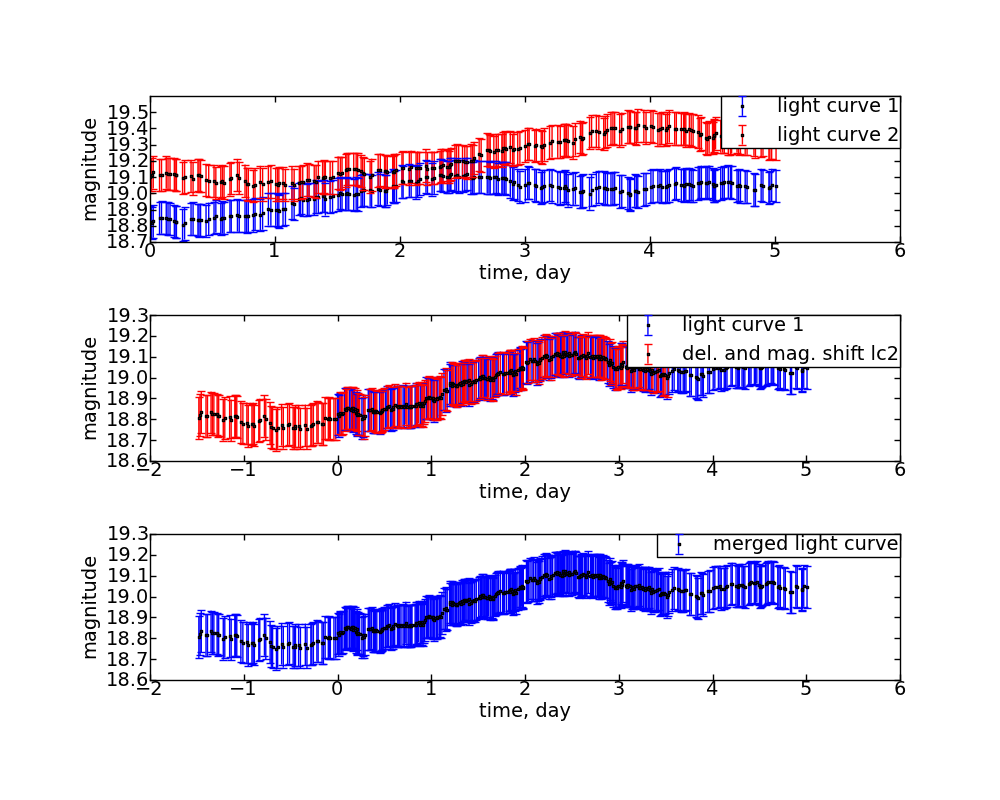 19.5
19.4
19.3
19.2
19.1
19.0
18.9
18.8
18.7
magnitude
0 1 2 3 4 5 6
time, day
light curve 1
light curve 2
19.3
19.2
19.1
19.0
18.9
18.8
18.7
18.6
magnitude
−2 −1 0 1 2 3 4 5 6
time, day
light curve 1
del. and mag. shift lc2
19.3
19.2
19.1
19.0
18.9
18.8
18.7
18.6
magnitude
−2 −1 0 1 2 3 4 5 6
time, day
merged light curve